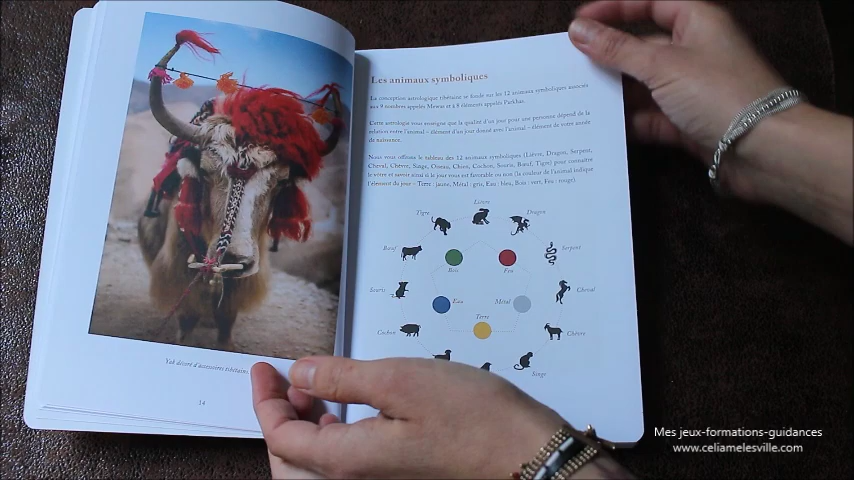 Les animaux symboliques
La conception astrologique tibétaine se fonde sur les 12 animaux symboliques associés
aux 9 nombres appelés Mewas et à 8 éléments appelés Parkhas.
Cette astrologie vous enseigne que la qualité d'un jour pour une personne dépend de la
relation entre l'animal – élément d'un jour donné avec l'animal – élément de votre année
de naissance.
Nous vous offrons le tableau des 12 animaux symboliques (Lièvre, Dragon, Serpent,
Cheval, Chèvre, Singe, Oiseau, Chien, Cochon, Souris, Bœuf, Tigre) pour connaître
le vôtre et savoir ainsi si le jour vous est favorable ou non (la couleur de l'animal indique
l'élément du jour – Terre : jaune, Métal : gris, Eau : bleu, Bois : vert, Feu : rouge).
Lièvre
Tigre
Dragon
Bœuf
Serpent
Bois
Feu
Souris
Cheval
Eau
Métal
Terre
Cochon
Chèvre
Singe
Yak décoré d'accessoires tibétains
14
Mes jeux-formations-guidances
www.celiamelesville.com